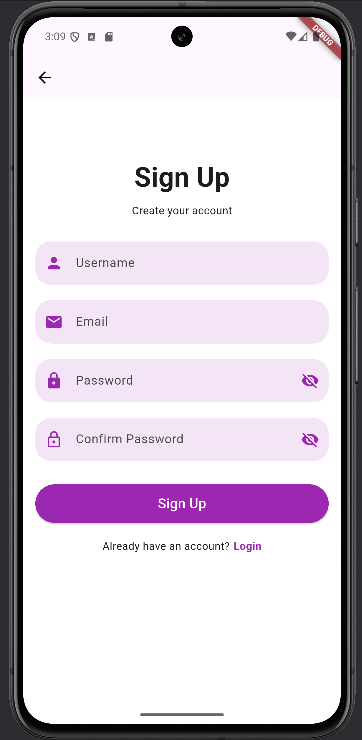 3:09
DEBUG
Sign Up
Create your account
Username
Email
Password
Confirm Password
Sign Up
Already have an account? Login